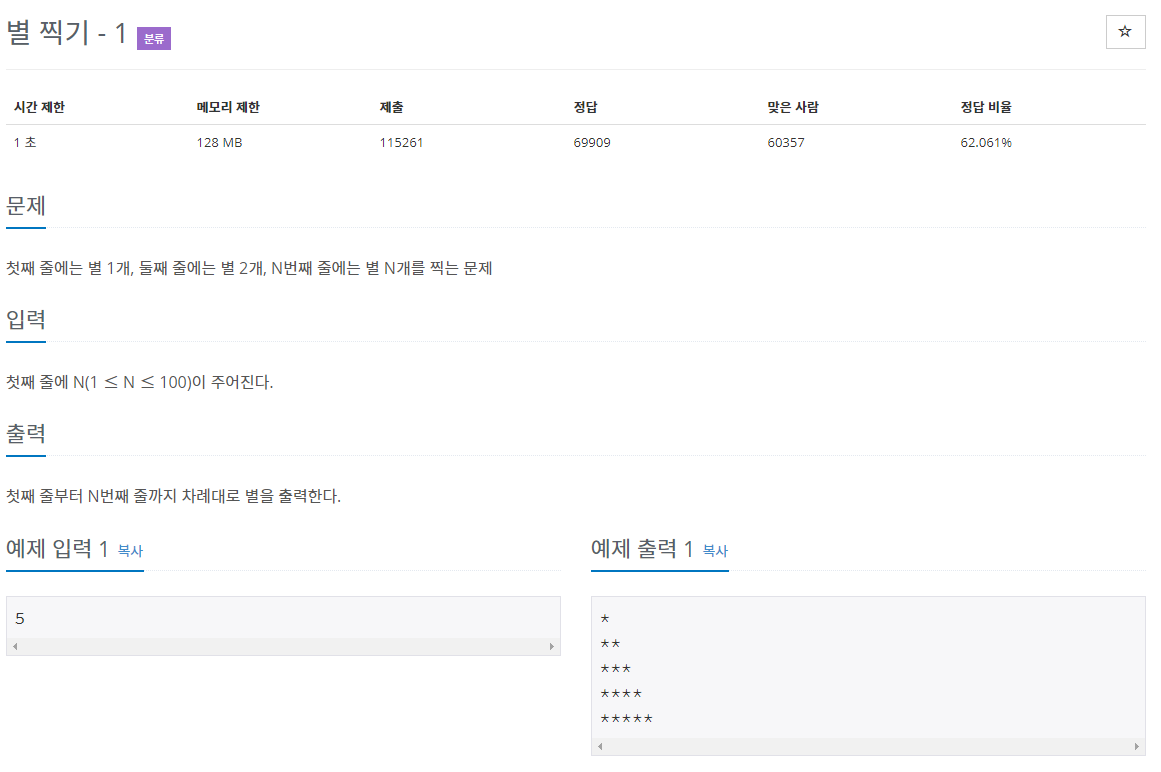 별 찍기 - 1 분류
☆
시간 제한 메모리 제한 제출 정답 맞은 사람 정답 비율
1 초 128 MB 115261 69909 60357 62.061%
문제
첫째 줄에는 별 1개, 둘째 줄에는 별 2개, N번째 줄에는 별 N개를 찍는 문제
입력
첫째 줄에 N(1 ≤ N ≤ 100)이 주어진다.
출력
첫째 줄부터 N번째 줄까지 차례대로 별을 출력한다.
예제 입력 1 복사
5
예제 출력 1 복사
*
**
***
****
*****